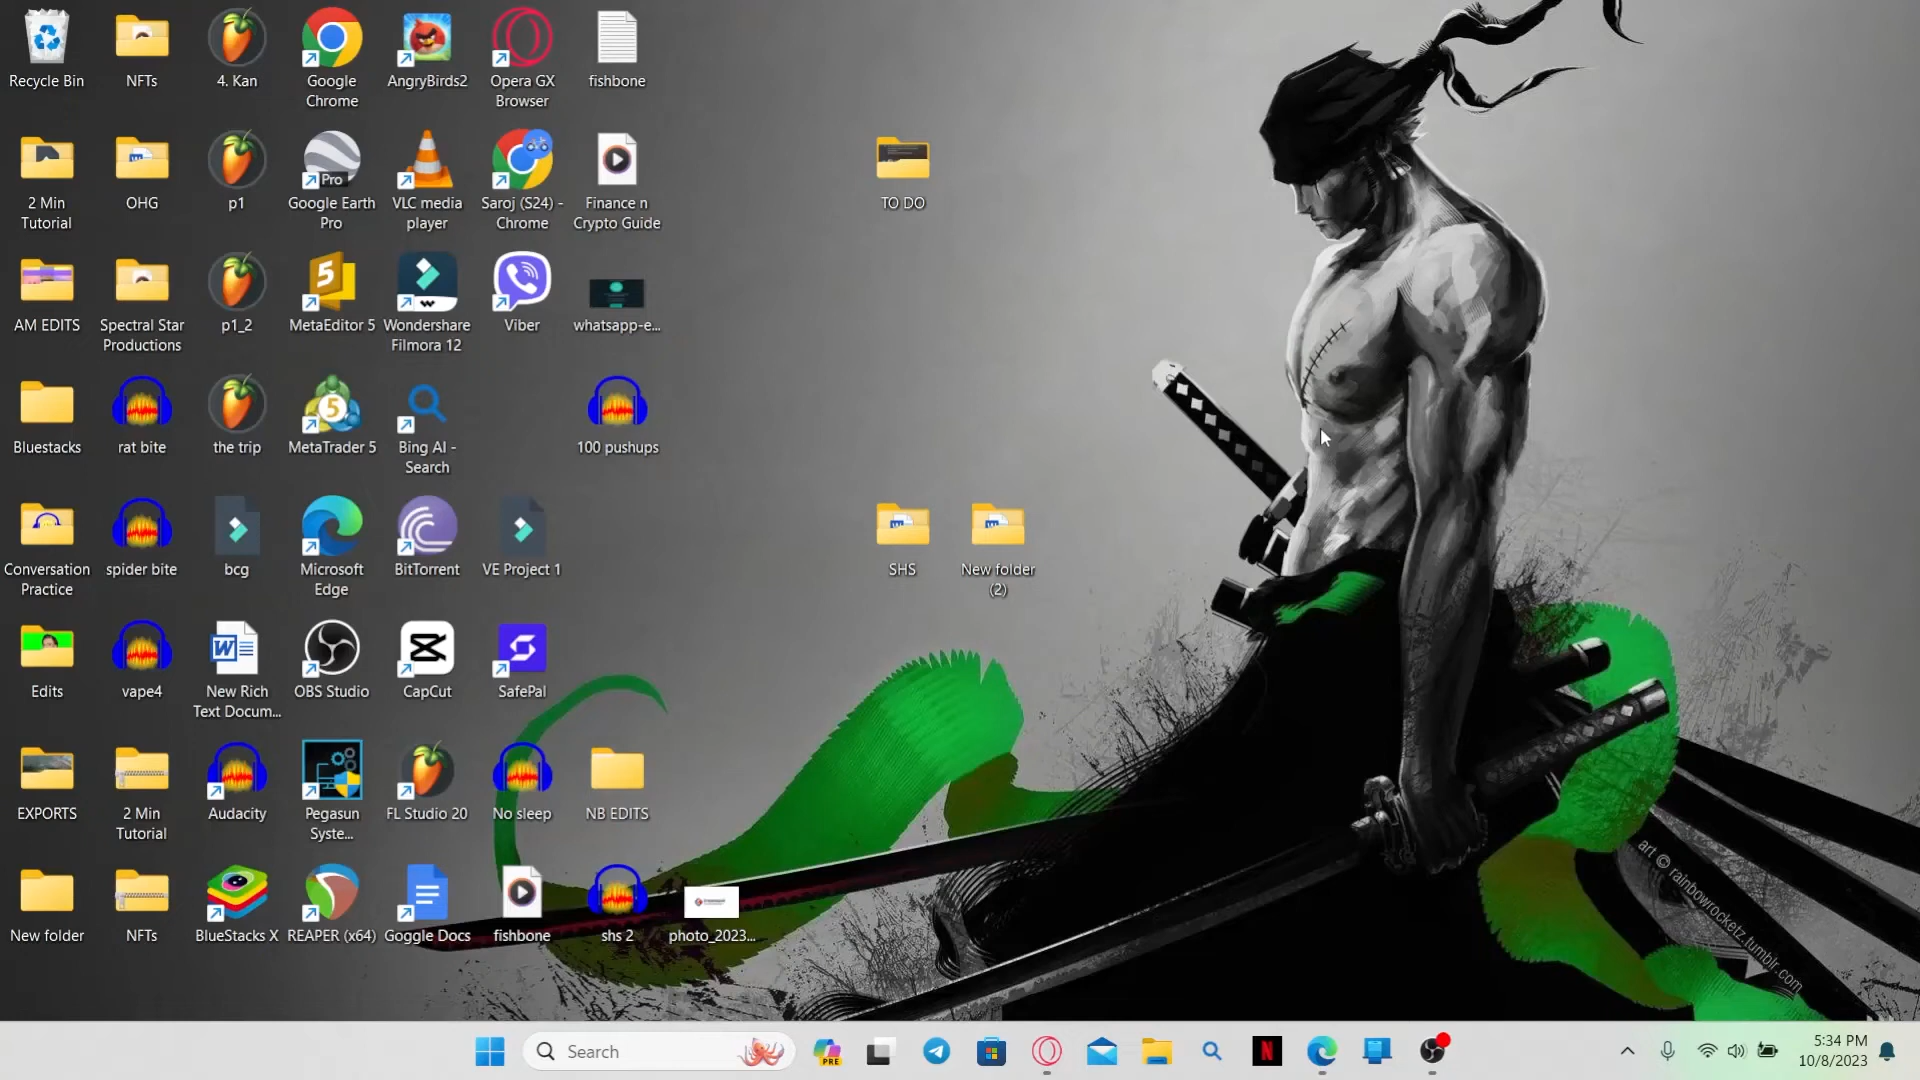 Recycle Bin
NFTs
4. Kan
Google
Chrome
AngryBirds2
Opera GX
Browser
fishbone
2 Min
Tutorial
OHG
p1
Pro
Google Earth
Pro
VLC media
player
Saroj (S24) -
Chrome
Finance n
Crypto Guide
TO DO
AM EDITS
Spectral Star
Productions
p1_2
5
MetaEditor 5
Wondershare
Filmora 12
Viber
whatsapp-e...
Bluestacks
rat bite
the trip
5
MetaTrader 5
Bing AI -
Search
100 pushups
Conversation
Practice
spider bite
bcg
Microsoft
Edge
BitTorrent
VE Project 1
SHS
New folder
(2)
Edits
vape4
W
New Rich
Text Docum...
OBS Studio
CapCut
SafePal
EXPORTS
2 Min
Tutorial
Audacity
Pegasun
Syste...
FL Studio 20
No sleep
NB EDITS
New folder
NFTs
BlueStacks X
REAPER (x64)
Goggle Docs
fishbone
shs 2
photo_2023...
art © rainbowrocketz.tumblr.com
Search
PRE
N
5:34 PM
10/8/2023